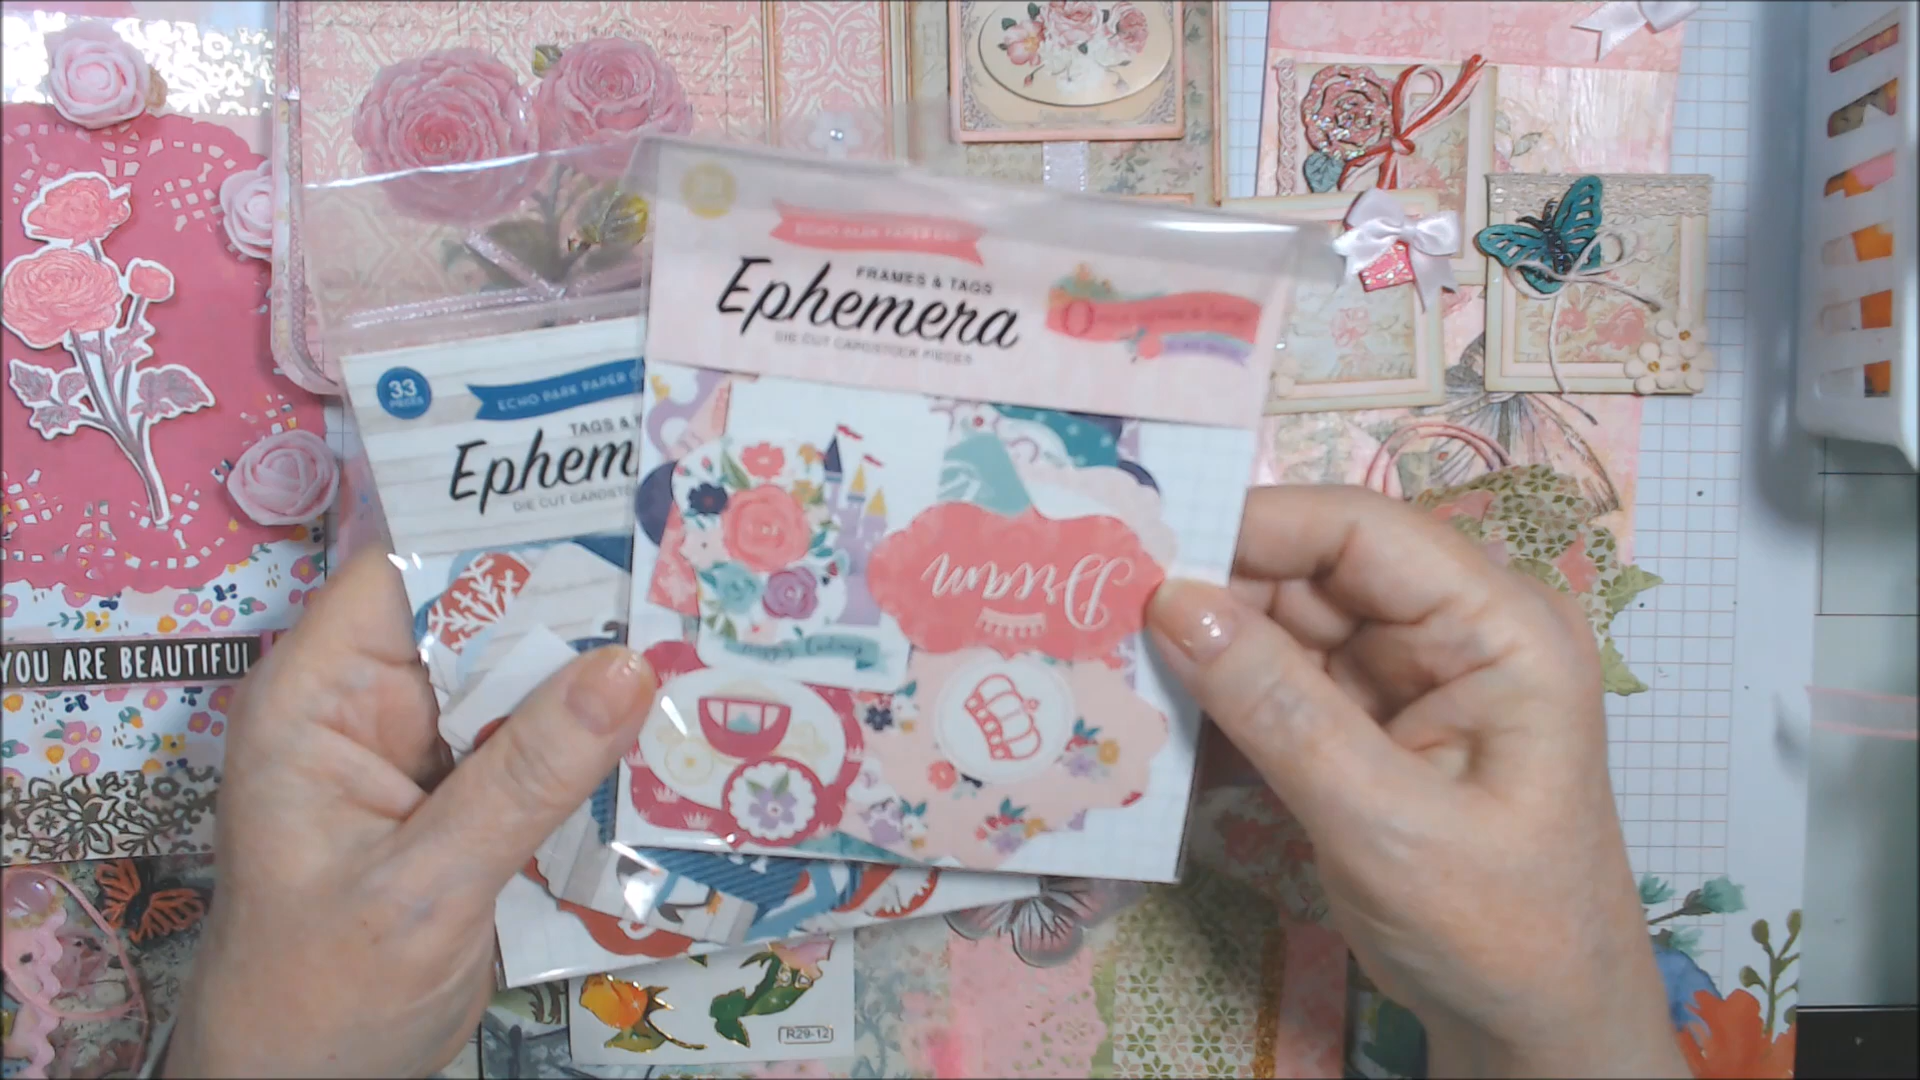 ECHO PARK PAPER CO.
FRAMES & TAGS
Ephemera
DIE CUT CARDSTOCK PIECES
33
PIECES
ECHO PARK PAPER
TAGS &
Ephem
DIE CUT CARDSTO
Dream
YOU ARE BEAUTIFUL
R29-12